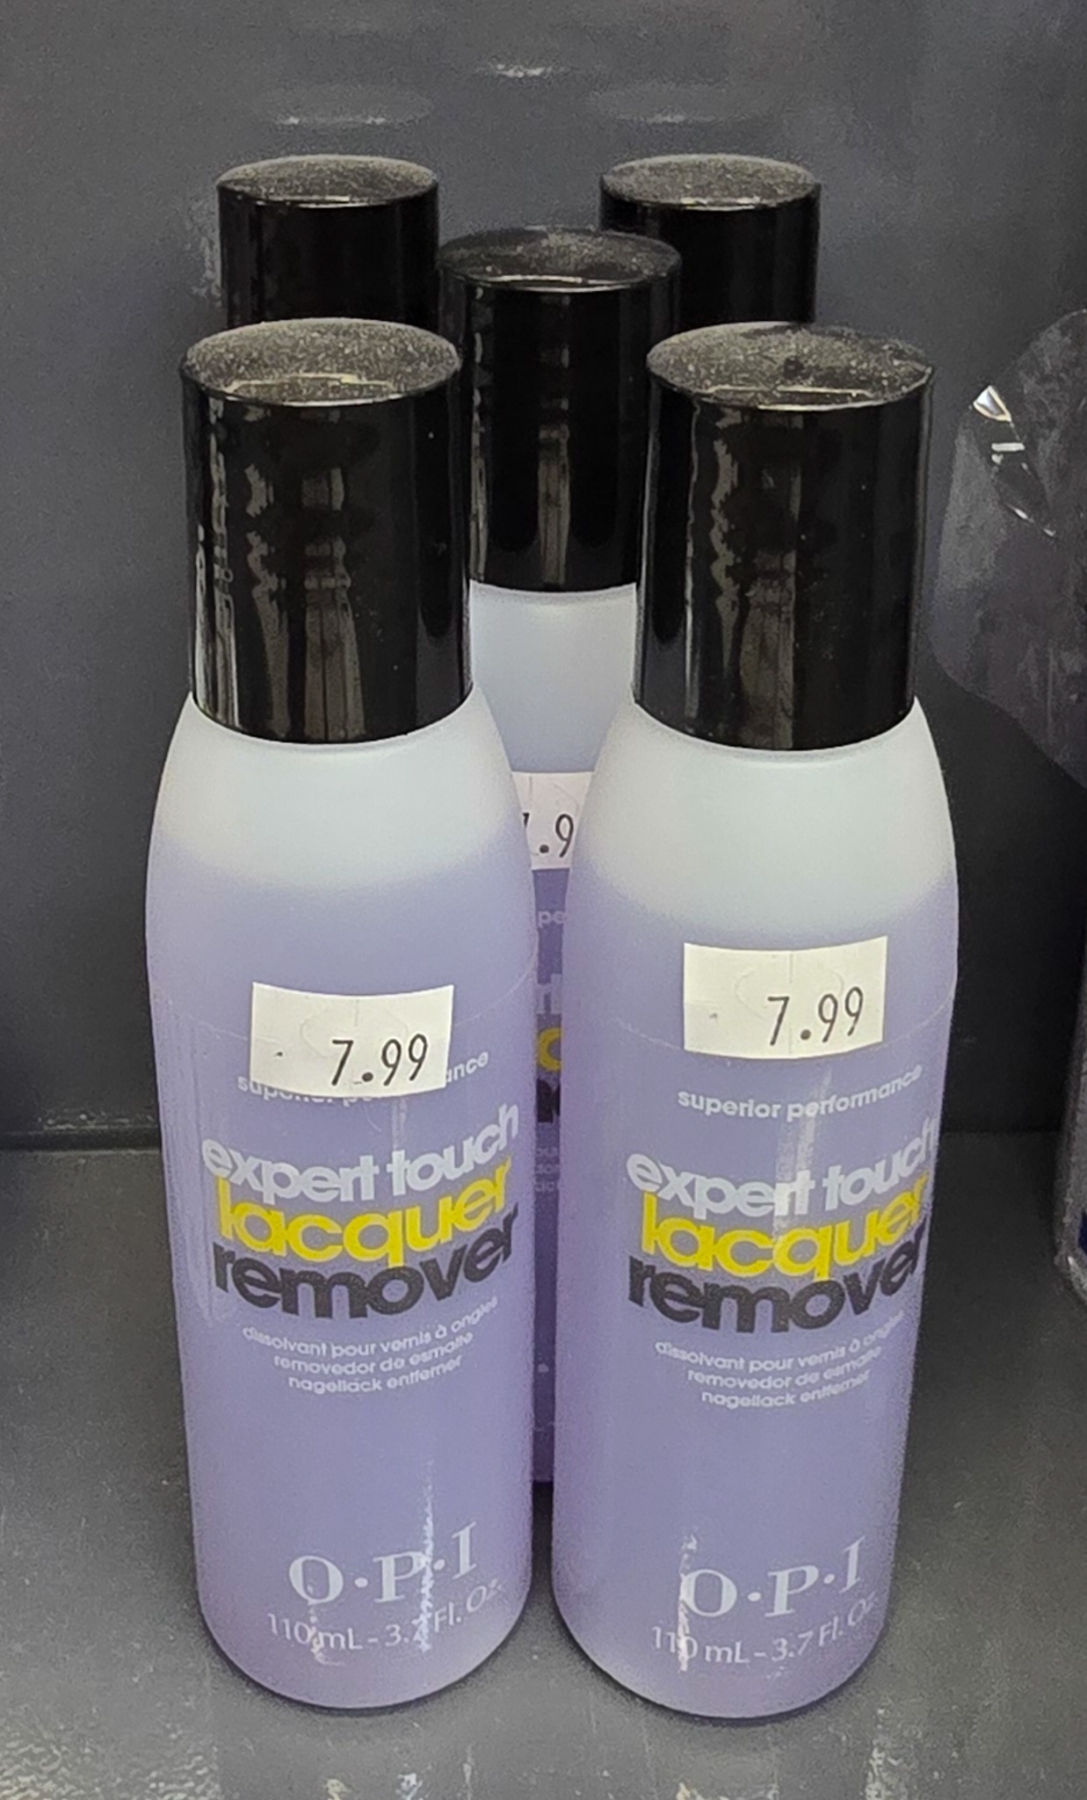 7.99
superior performance
expert touch
lacquer
remover
dissolvant pour vernis à ongles
removedor de esmalte
nagellack entferner
O·P·I
110 mL - 3.7 Fl. Oz.
.9
pe
7.99
superior performance
expert touch
lacquer
remover
dissolvant pour vernis à ongles
removedor de esmalte
nagellack entferner
O·P·I
110 mL - 3.7 Fl. Oz.